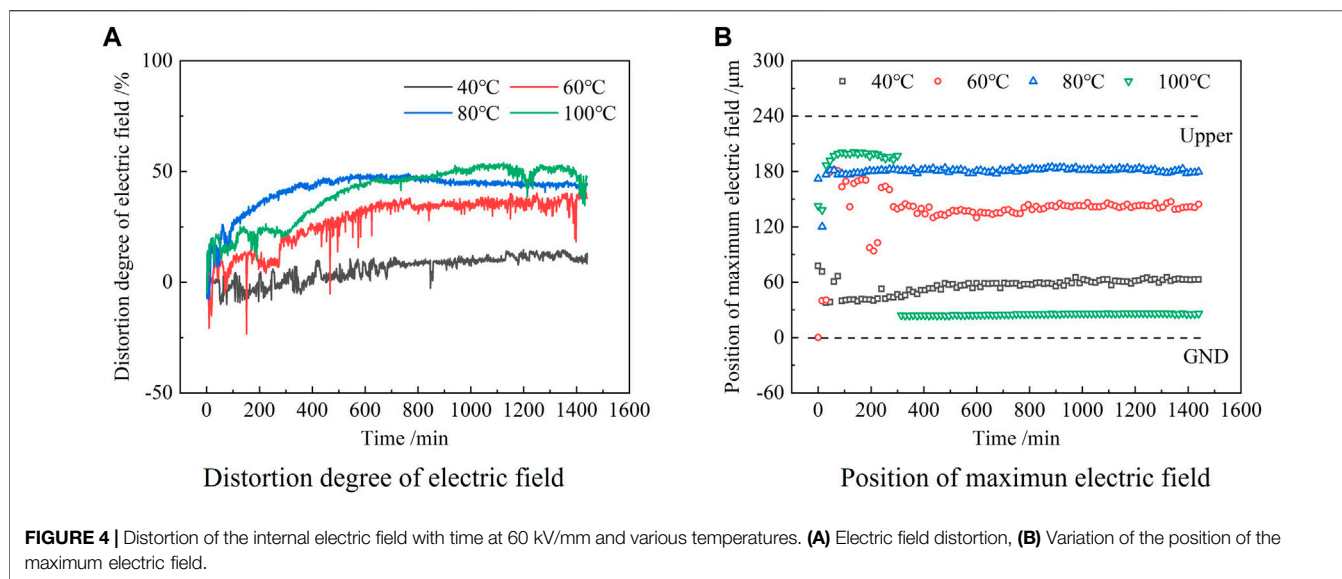 A
Distortion degree of electric field /%
100
50
0
-50
40°C
60°C
80°C
100°C
0 200 400 600 800 1000 1200 1400 1600
Time /min
Distortion degree of electric field
B
Position of maximum electric field /μm
300
240
180
120
60
0
-60
40°C 60°C 80°C 100°C
Upper
GND
0 200 400 600 800 1000 1200 1400 1600
Time /min
Position of maximun electric field
FIGURE 4 | Distortion of the internal electric field with time at 60 kV/mm and various temperatures. (A) Electric field distortion, (B) Variation of the position of the
maximum electric field.